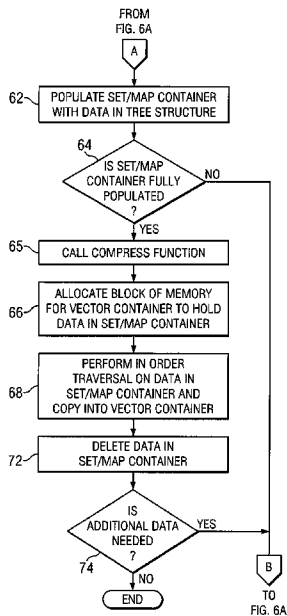 FROM
FIG. 6A
A
62
POPULATE SET/MAP CONTAINER
WITH DATA IN TREE STRUCTURE
64
IS SET/MAP
CONTAINER FULLY
POPULATED
?
NO
YES
65
CALL COMPRESS FUNCTION
66
ALLOCATE BLOCK OF MEMORY
FOR VECTOR CONTAINER TO HOLD
DATA IN SET/MAP CONTAINER
68
PERFORM IN ORDER
TRAVERSAL ON DATA IN
SET/MAP CONTAINER AND
COPY INTO VECTOR CONTAINER
72
DELETE DATA IN
SET/MAP CONTAINER
IS
ADDITIONAL DATA
NEEDED
?
YES
74
NO
END
B
TO
FIG. 6A